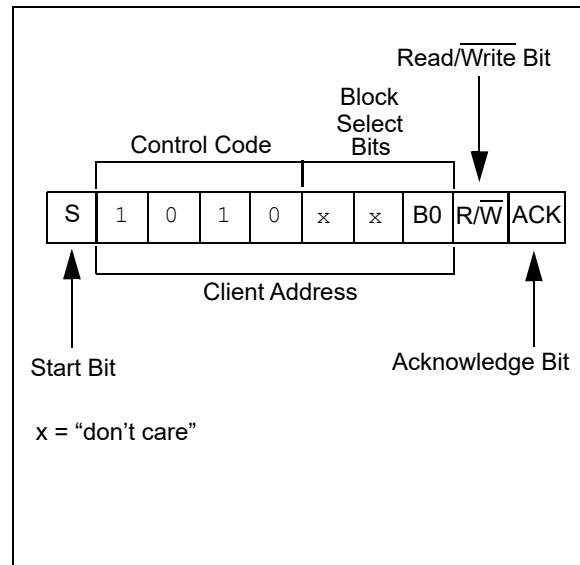 Read/Write Bit
Block
Select
Bits
Control Code
S 1 0 1 0 x x B0 R/W ACK
Client Address
Start Bit
Acknowledge Bit
x = “don’t care”